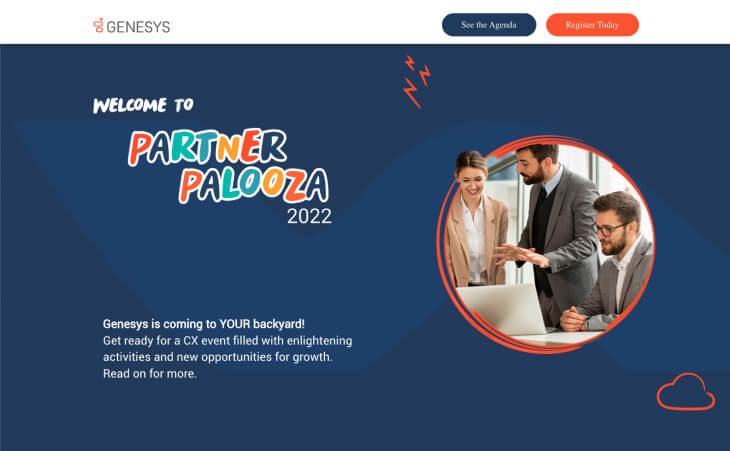 GENESYS
See the Agenda
Register Today
WELCOME TO
PARTNER
PALOOZA
2022
Genesys is coming to YOUR backyard!
Get ready for a CX event filled with enlightening
activities and new opportunities for growth.
Read on for more.